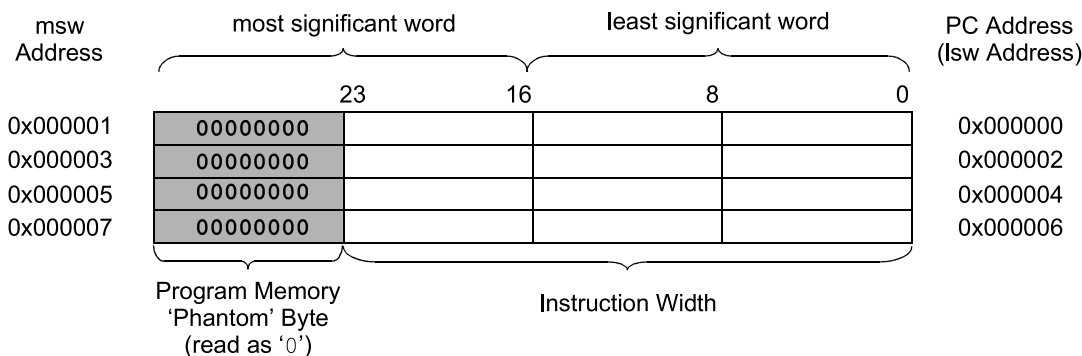 msw
Address
most significant word
least significant word
PC Address
(lsw Address)
23
16
8
0
0x000001
00000000
0x000000
0x000003
00000000
0x000002
0x000005
00000000
0x000004
0x000007
00000000
0x000006
Program Memory
‘Phantom’ Byte
(read as ‘0’)
Instruction Width